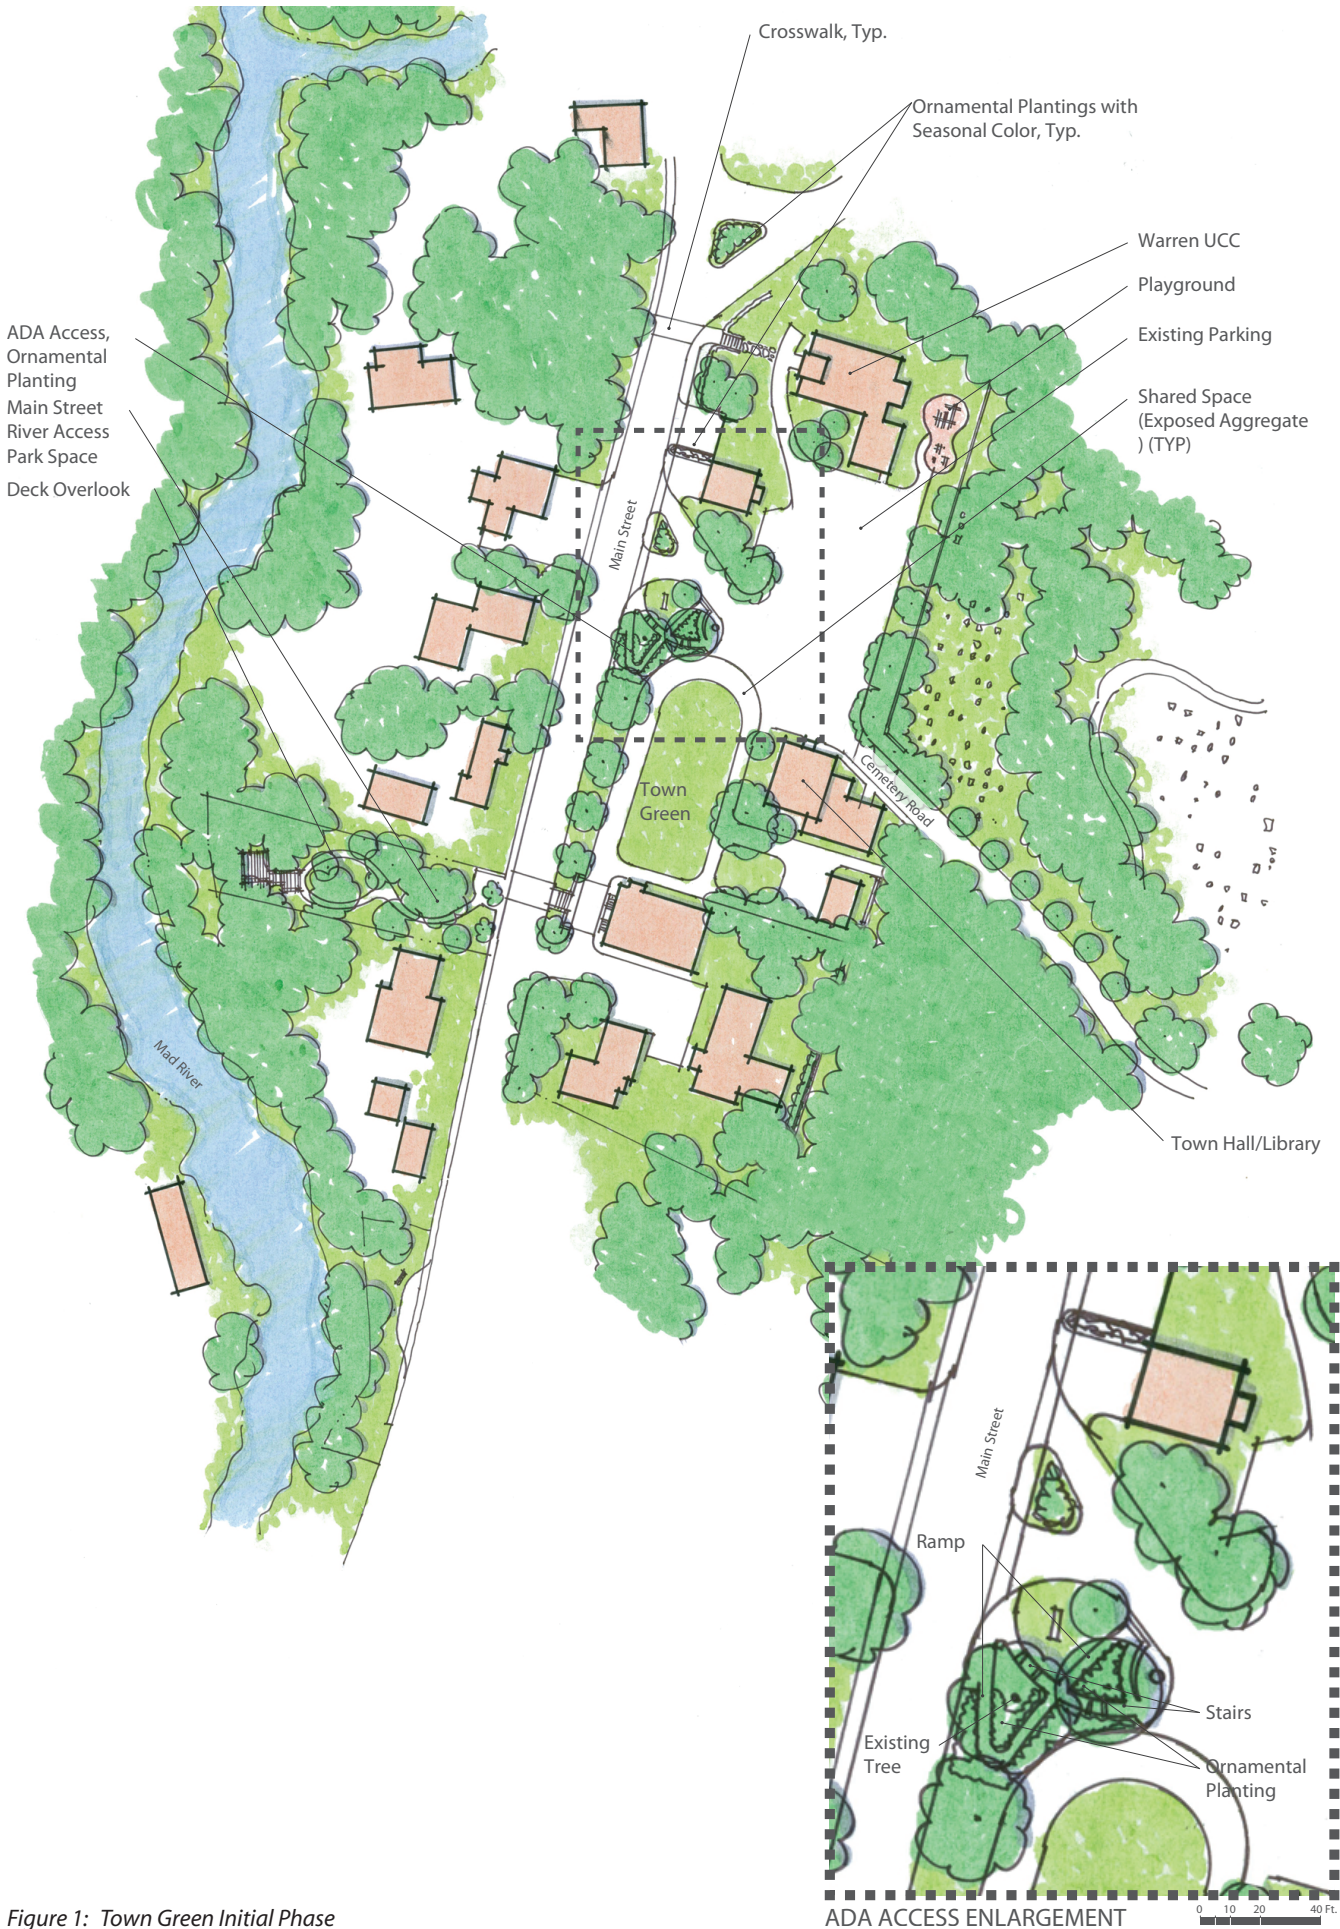 Crosswalk, Typ.
Ornamental Plantings with
Seasonal Color, Typ.
Warren UCC
Playground
Existing Parking
Shared Space
(Exposed Aggregate
) (TYP)
ADA Access,
Ornamental
Planting
Main Street
River Access
Park Space
Deck Overlook
Main Street
Town
Green
Cemetery Road
Mad River
Town Hall/Library
Main Street
Ramp
Existing
Tree
Stairs
Ornamental
Planting
Figure 1: Town Green Initial Phase
ADA ACCESS ENLARGEMENT
0 10 20 40 Ft.